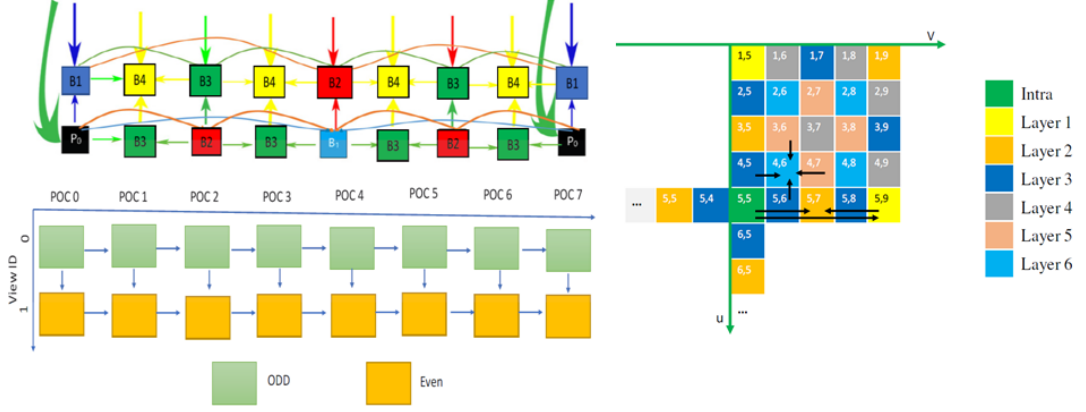 B1 B4 B3 B4 B2 B4 B3 B4 B1
P0 B3 B2 B3 B1 B3 B2 B3 P0
POC 0 POC 1 POC 2 POC 3 POC 4 POC 5 POC 6 POC 7
View ID
0
1
ODD
Even
V
1,5 1,6 1,7 1,8 1,9
2,5 2,6 2,7 2,8 2,9
3,5 3,6 3,7 3,8 3,9
4,5 4,6 4,7 4,8 4,9
... 5,5 5,4 5,5 5,6 5,7 5,8 5,9
6,5
6,5
...
u
Intra
Layer 1
Layer 2
Layer 3
Layer 4
Layer 5
Layer 6